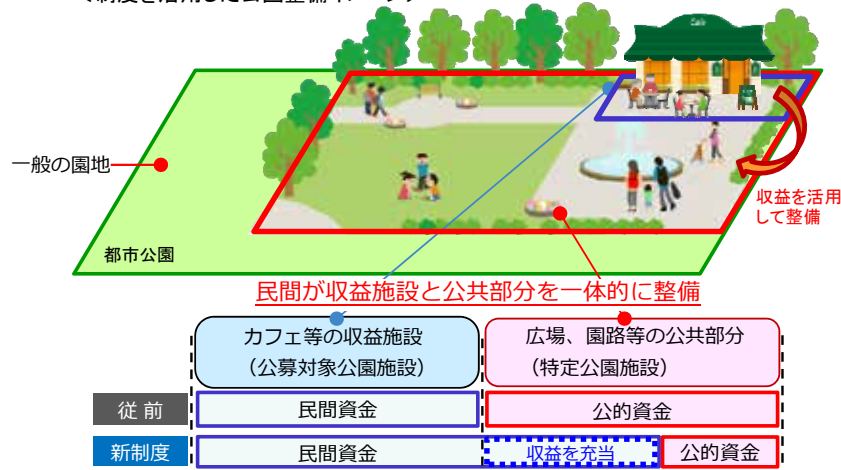 Cafe
一般の園地
収益を活用
して整備
都市公園
民間が収益施設と公共部分を一体的に整備
カフェ等の収益施設
（公募対象公園施設）
広場、園路等の公共部分
（特定公園施設）
従 前
民間資金
公的資金
新制度
民間資金
収益を充当
公的資金